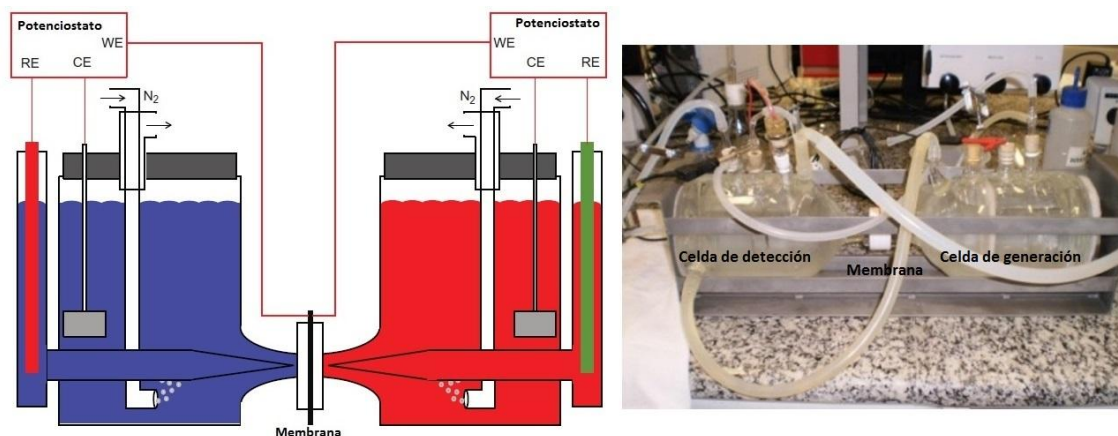 Potenciostato
WE
RE
CE
N2
Potenciostato
WE
CE
RE
N2
Membrana
Celda de detección
Membrana
Celda de generación